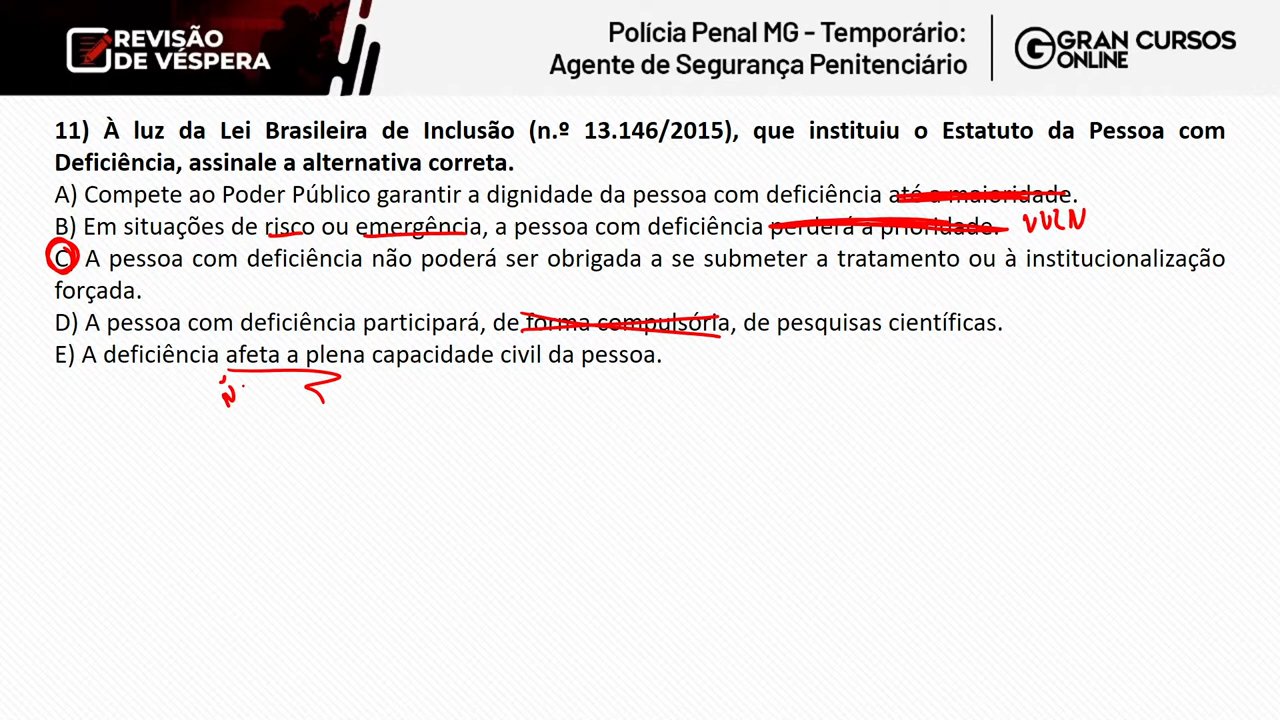 REVISÃO
DE VÉSPERA
Polícia Penal MG - Temporário:
Agente de Segurança Penitenciário
GRAN CURSOS
ONLINE
11) À luz da Lei Brasileira de Inclusão (n.º 13.146/2015), que instituiu o Estatuto da Pessoa com
Deficiência, assinale a alternativa correta.
A) Compete ao Poder Público garantir a dignidade da pessoa com deficiência até a maioridade.
B) Em situações de risco ou emergência, a pessoa com deficiência perderá a prioridade. VULN
C) A pessoa com deficiência não poderá ser obrigada a se submeter a tratamento ou à institucionalização
forçada.
D) A pessoa com deficiência participará, de forma compulsória, de pesquisas científicas.
E) A deficiência afeta a plena capacidade civil da pessoa.